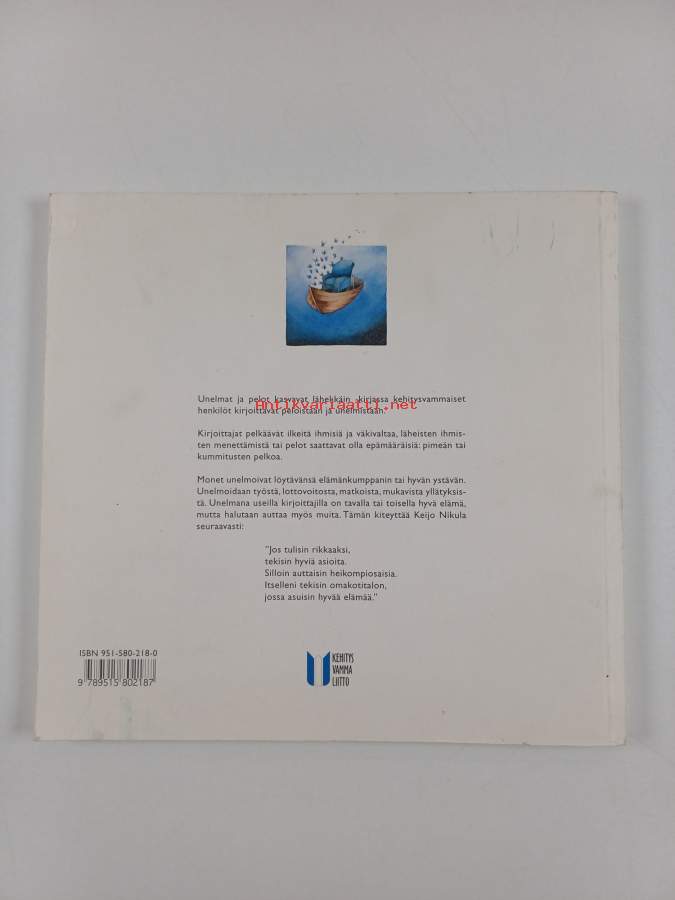 Unelmat ja pelot kasvavat lähekkäin -kirjassa kehitysvammaiset
Antikvariaatti.net
henkilöt kirjoittavat peloistaan ja unelmistaan.
Kirjoittajat pelkäävät ilkeitä ihmisiä ja väkivaltaa, läheisten ihmis-
ten menettämistä tai pelot saattavat olla epämääräisiä: pimeän tai
kummitusten pelkoa.
Monet unelmoivat löytävänsä elämänkumppanin tai hyvän ystävän.
Unelmoidaan työstä, lottovoitosta, matkoista, mukavista yllätyksis-
tä. Unelmana useilla kirjoittajilla on tavalla tai toisella hyvä elämä,
mutta halutaan auttaa myös muita. Tämän kiteyttää Keijo Nikula
seuraavasti:
"Jos tulisin rikkaaksi,
tekisin hyviä asioita.
Silloin auttaisin heikompiosaisia.
Itselleni tekisin omakotitalon,
jossa asuisin hyvää elämää."
ISBN 951-580-218-0
9 789515 802187
KEHITYS
VAMMA
LIITTO